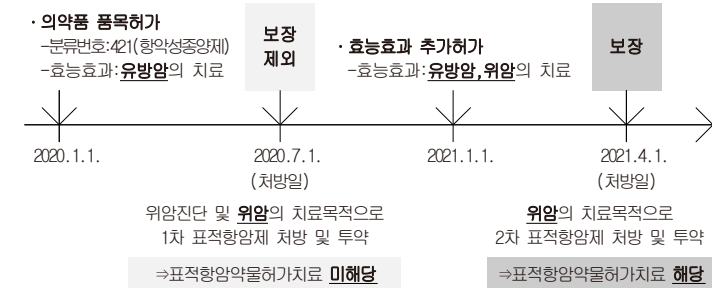 · 의약품 품목허가
-분류번호:421(항악성종양제)
-효능효과:유방암의 치료
보장
제외
· 효능효과 추가허가
-효능효과:유방암,위암의 치료
보장
2020.1.1.
2020.7.1.
(처방일)
2021.1.1.
2021.4.1.
(처방일)
위암진단 및 위암의 치료목적으로
1차 표적항암제 처방 및 투약
⇒표적항암약물허가치료 미해당
위암의 치료목적으로
2차 표적항암제 처방 및 투약
⇒표적항암약물허가치료 해당